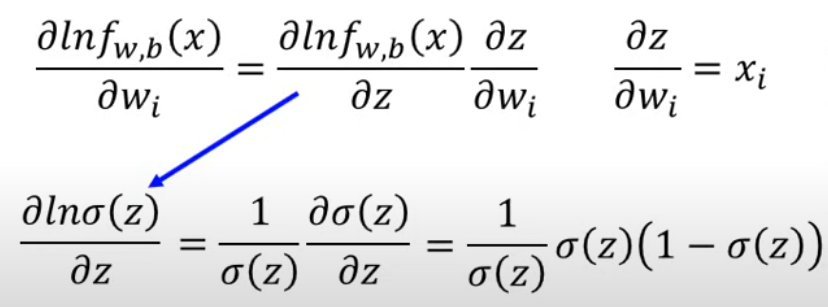 ∂lnf_{w,b}(x)/∂w_i = ∂lnf_{w,b}(x)/∂z ∂z/∂w_i    ∂z/∂w_i = x_i
∂lnσ(z)/∂z = 1/σ(z) ∂σ(z)/∂z = 1/σ(z) σ(z)(1 − σ(z))